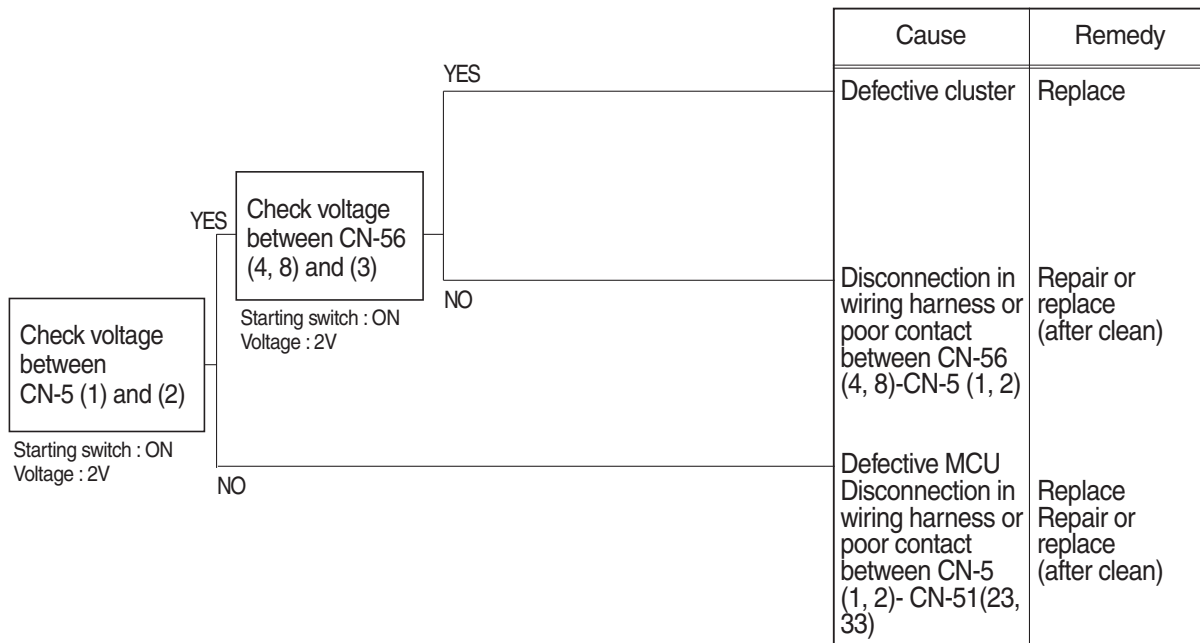 Cause
Remedy
YES
Defective cluster
Replace
YES
Check voltage
between CN-56
(4, 8) and (3)
Starting switch : ON
Voltage : 2V
NO
Disconnection in
wiring harness or
poor contact
between CN-56
(4, 8)-CN-5 (1, 2)
Repair or
replace
(after clean)
Check voltage
between
CN-5 (1) and (2)
Starting switch : ON
Voltage : 2V
NO
Defective MCU
Disconnection in
wiring harness or
poor contact
between CN-5
(1, 2)- CN-51(23,
33)
Replace
Repair or
replace
(after clean)